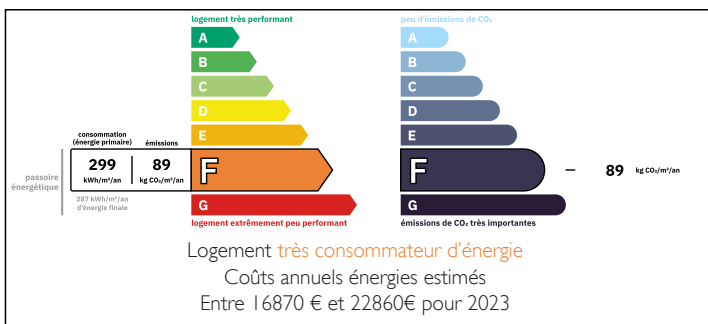 logement très performant
peu d'émissions de CO₂
A
A
B
B
C
C
D
D
consommation
(énergie primaire)
émissions
E
E
passoire
énergétique
299
kWh/m²/an
89
kg CO₂/m²/an
F
F
89 kg CO₂/m²/an
287 kWh/m²/an
d'énergie finale
G
G
logement extrêmement peu performant
émissions de CO₂ très importantes
Logement très consommateur d'énergie
Coûts annuels énergies estimés
Entre 16870 € et 22860€ pour 2023